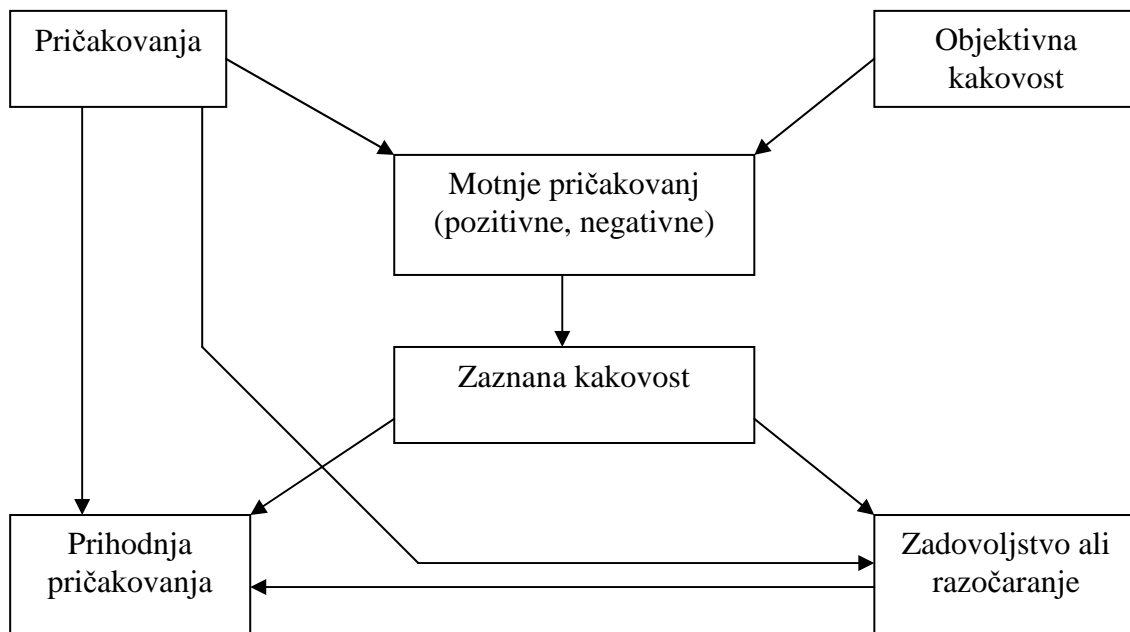 Pričakovanja
Objektivna
kakovost
Motnje pričakovanj
(pozitivne, negativne)
Zaznana kakovost
Prihodnja
pričakovanja
Zadovoljstvo ali
razočaranje